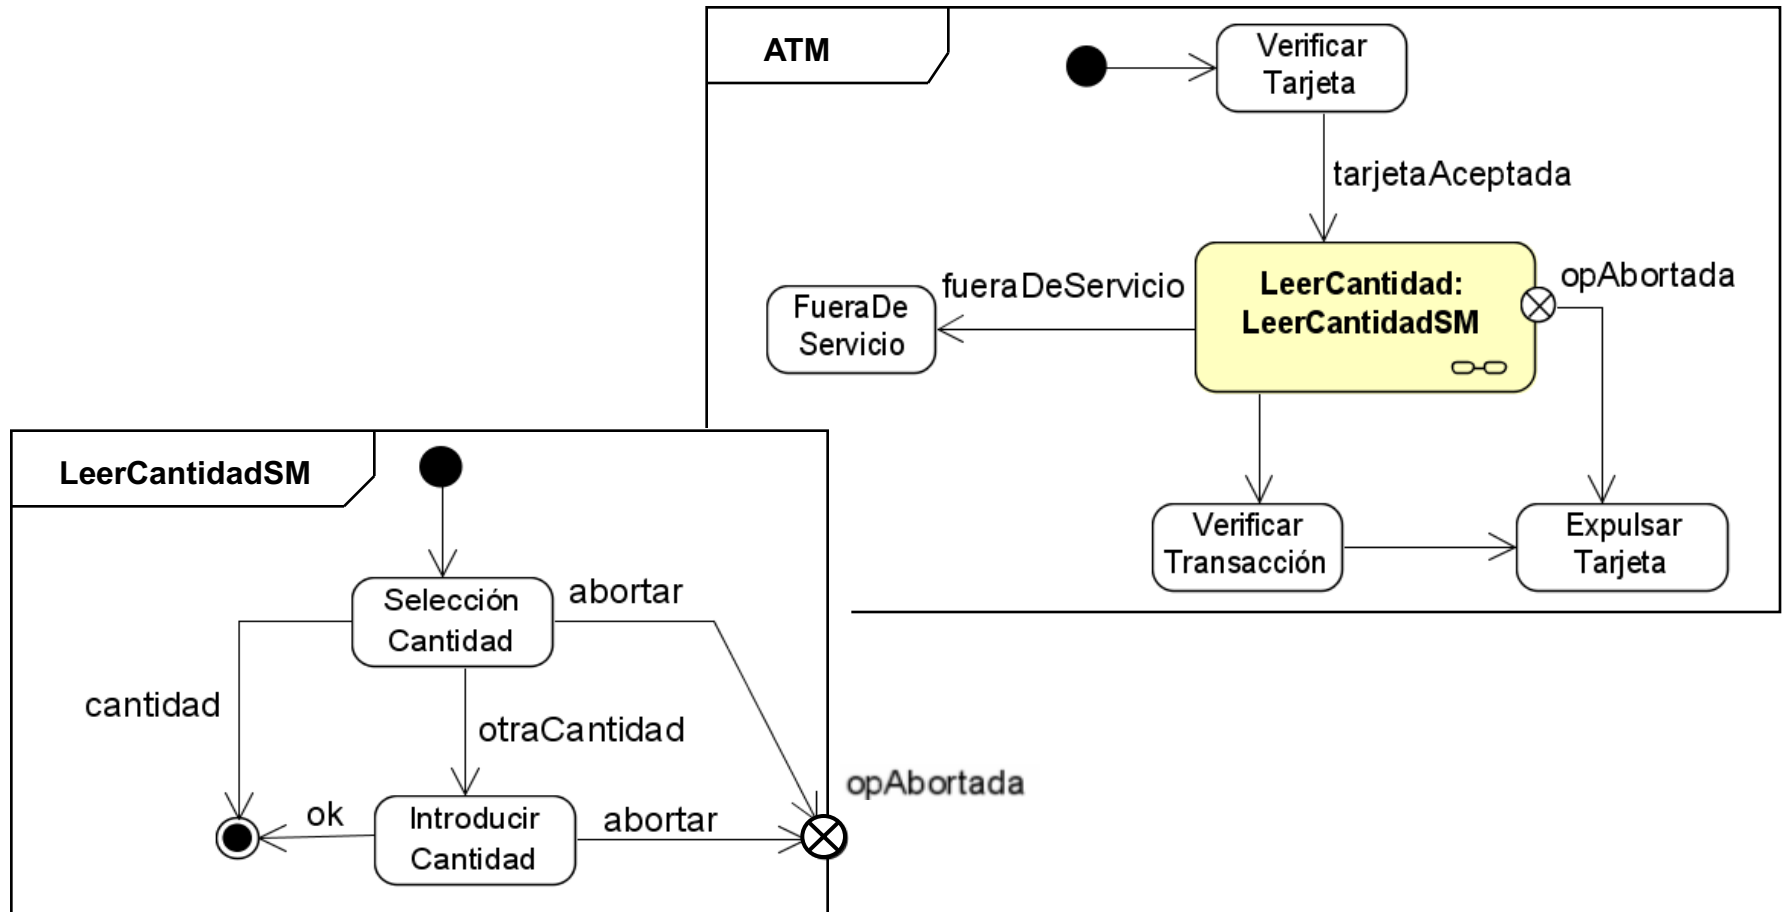 ATM
Verificar
Tarjeta
tarjetaAceptada
LeerCantidad:
LeerCantidadSM
opAbortada
fueraDeServicio
FueraDe
Servicio
Verificar
Transacción
Expulsar
Tarjeta
LeerCantidadSM
Selección
Cantidad
abortar
cantidad
otraCantidad
opAbortada
ok
Introducir
Cantidad
abortar